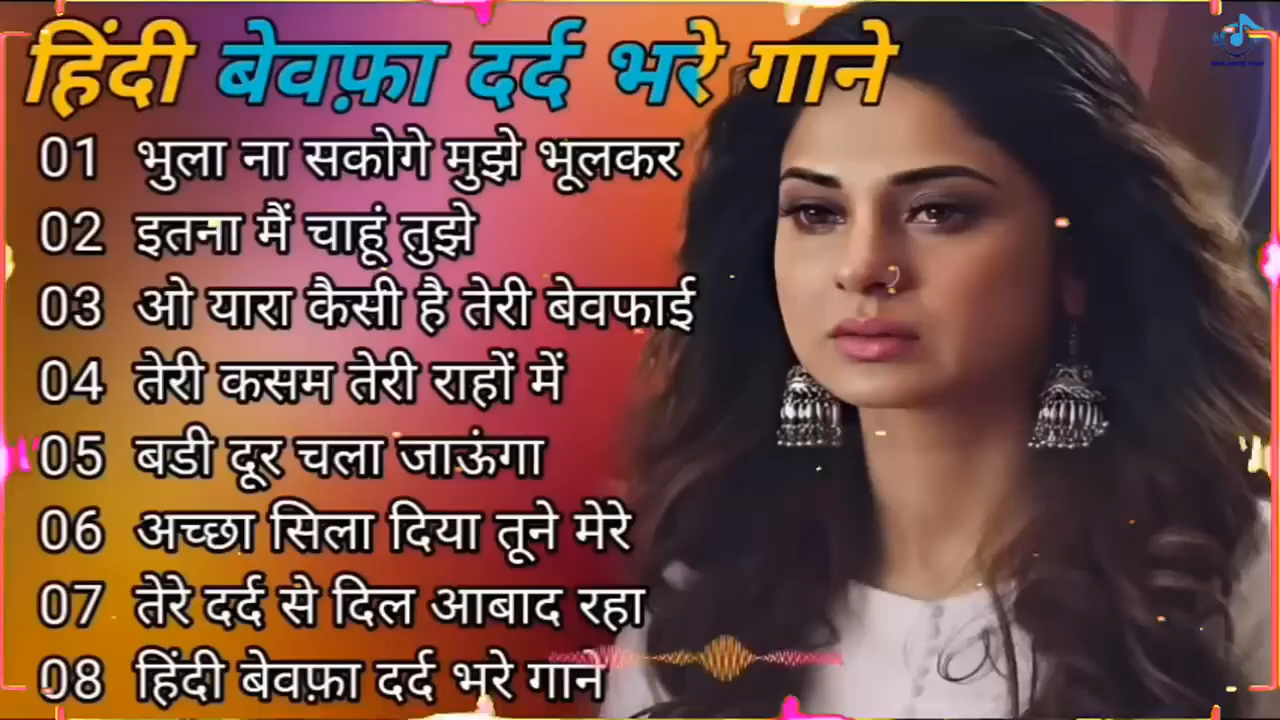 हिंदी बेवफ़ा दर्द भरे गाने
01 भुला ना सकोगे मुझे भूलकर
02 इतना मैं चाहूं तुझे
03 ओ यारा कैसी है तेरी बेवफाई
04 तेरी कसम तेरी राहों में
05 बडी दूर चला जाऊंगा
06 अच्छा सिला दिया तूने मेरे
07 तेरे दर्द से दिल आबाद रहा
08 हिंदी बेवफ़ा दर्द भरे गाने